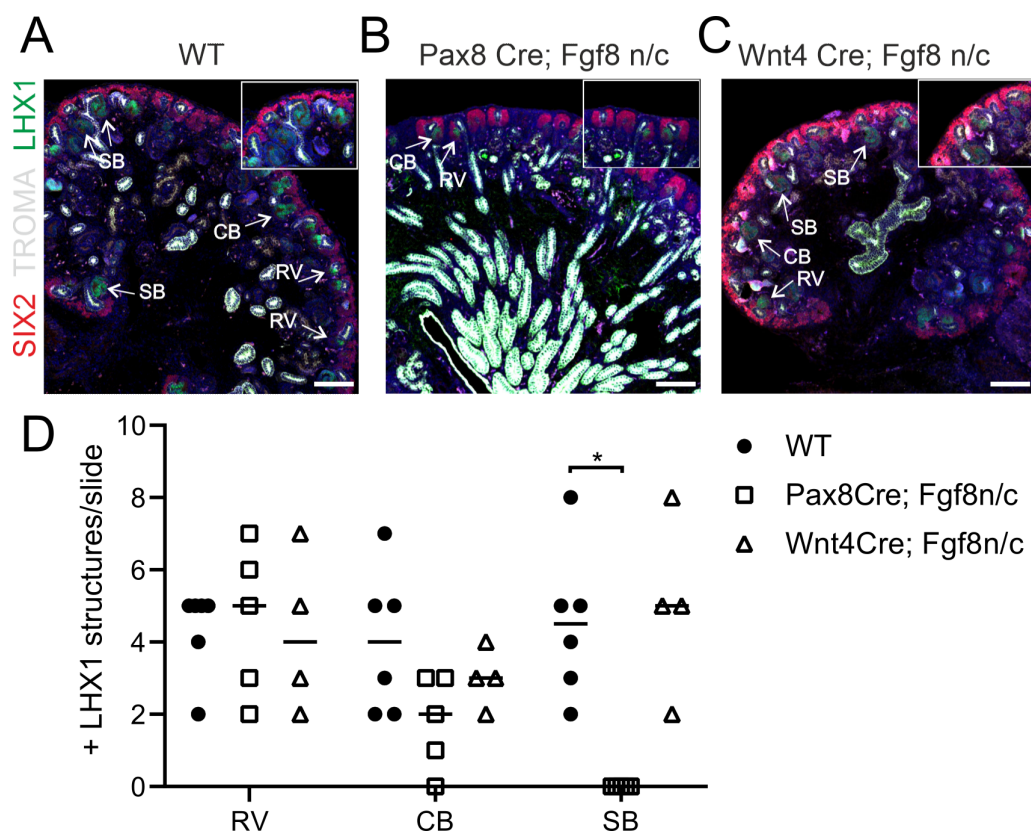 A
WT
B
Pax8 Cre; Fgf8 n/c
C
Wnt4 Cre; Fgf8 n/c
SIX2 TROMA LHX1
SB
CB
SB
RV
RV
CB
RV
SB
SB
CB
RV
D
+ LHX1 structures/slide
10
8
6
4
2
0
*
RV
CB
SB
WT
Pax8Cre; Fgf8n/c
Wnt4Cre; Fgf8n/c